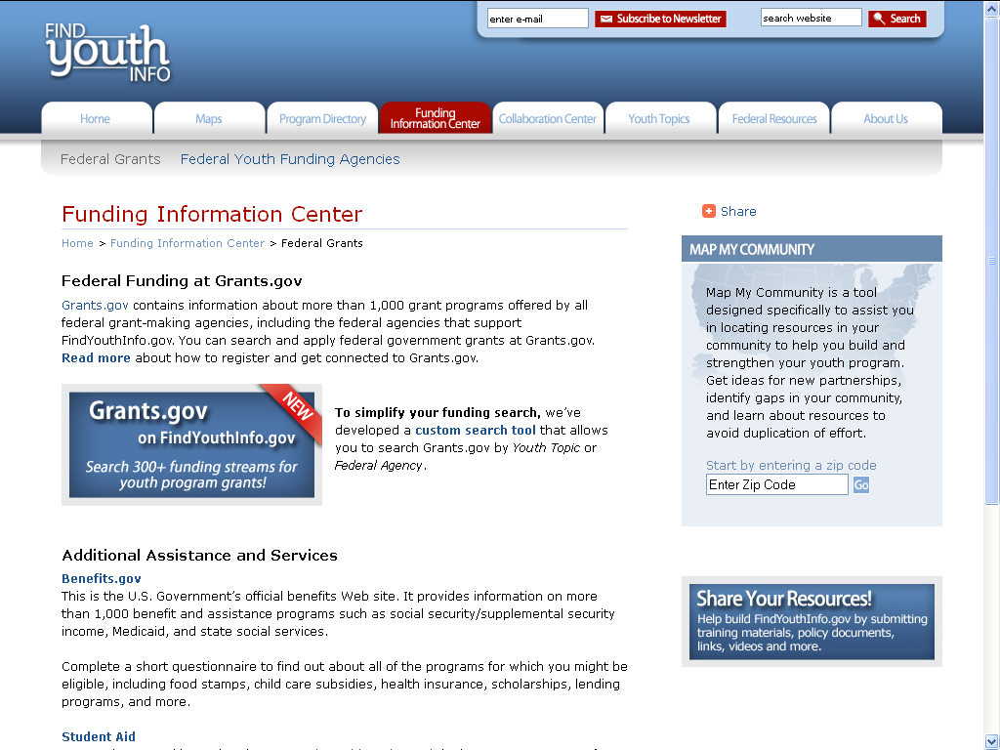 enter e-mail
Subscribe to Newsletter
search website
Search
FIND
youth
INFO
Home
Maps
Program Directory
Funding
Information Center
Collaboration Center
Youth Topics
Federal Resources
About Us
Federal Grants
Federal Youth Funding Agencies
Funding Information Center
Home > Funding Information Center > Federal Grants
Federal Funding at Grants.gov
Grants.gov contains information about more than 1,000 grant programs offered by all
federal grant-making agencies, including the federal agencies that support
FindYouthInfo.gov. You can search and apply federal government grants at Grants.gov.
Read more about how to register and get connected to Grants.gov.
Grants.gov
on FindYouthInfo.gov
NEW
Search 300+ funding streams for
youth program grants!
To simplify your funding search, we've
developed a custom search tool that allows
you to search Grants.gov by Youth Topic or
Federal Agency.
Additional Assistance and Services
Benefits.gov
This is the U.S. Government's official benefits Web site. It provides information on more
than 1,000 benefit and assistance programs such as social security/supplemental security
income, Medicaid, and state social services.
Complete a short questionnaire to find out about all of the programs for which you might be
eligible, including food stamps, child care subsidies, health insurance, scholarships, lending
programs, and more.
Student Aid
Share
MAP MY COMMUNITY
Map My Community is a tool
designed specifically to assist you
in locating resources in your
community to help you build and
strengthen your youth program.
Get ideas for new partnerships,
identify gaps in your community,
and learn about resources to
avoid duplication of effort.
Start by entering a zip code
Enter Zip Code
Go
Share Your Resources!
Help build FindYouthInfo.gov by submitting
training materials, policy documents,
links, videos and more.